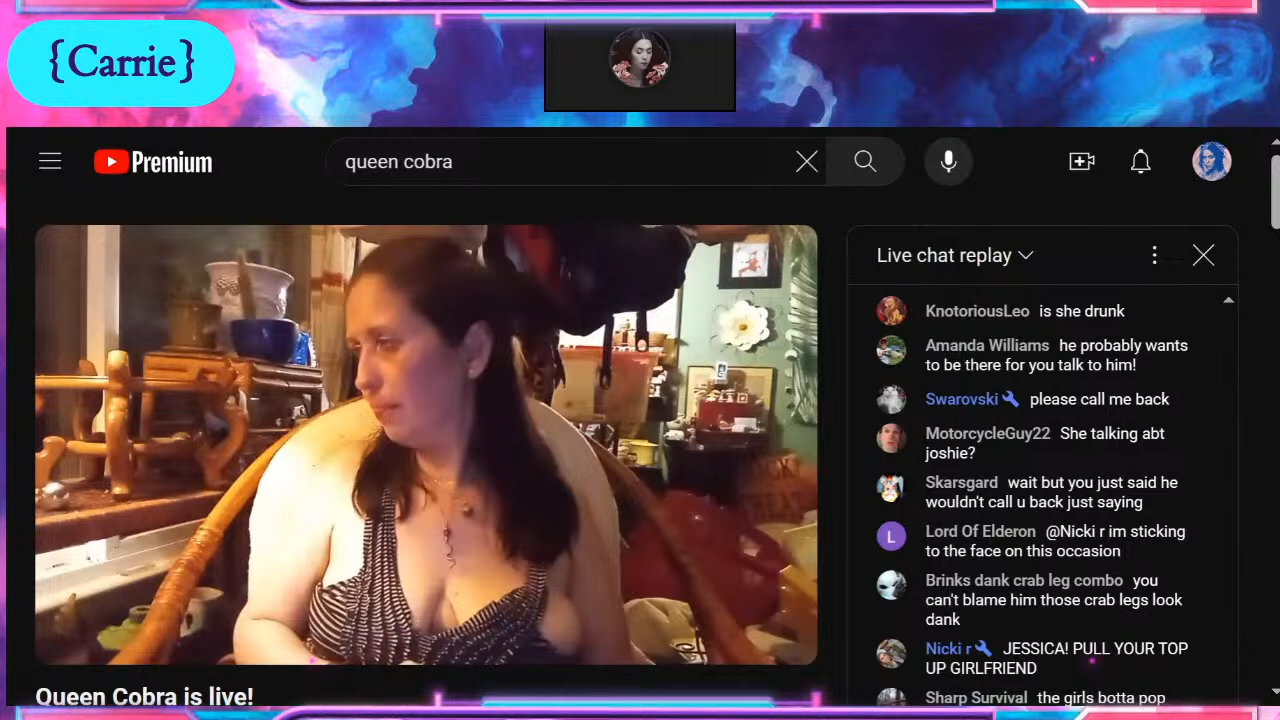 {Carrie}
Premium
queen cobra
Live chat replay
KnotoriousLeo is she drunk
Amanda Williams he probably wants
to be there for you talk to him!
Swarovski please call me back
MotorcycleGuy22 She talking abt
joshie?
Skarsgard wait but you just said he
wouldn't call u back just saying
L
Lord Of Elderon @Nicki r im sticking
to the face on this occasion
Brinks dank crab leg combo you
can't blame him those crab legs look
dank
Nicki r JESSICA! PULL YOUR TOP
UP GIRLFRIEND
Sharp Survival the girls botta pop
Queen Cobra is live!